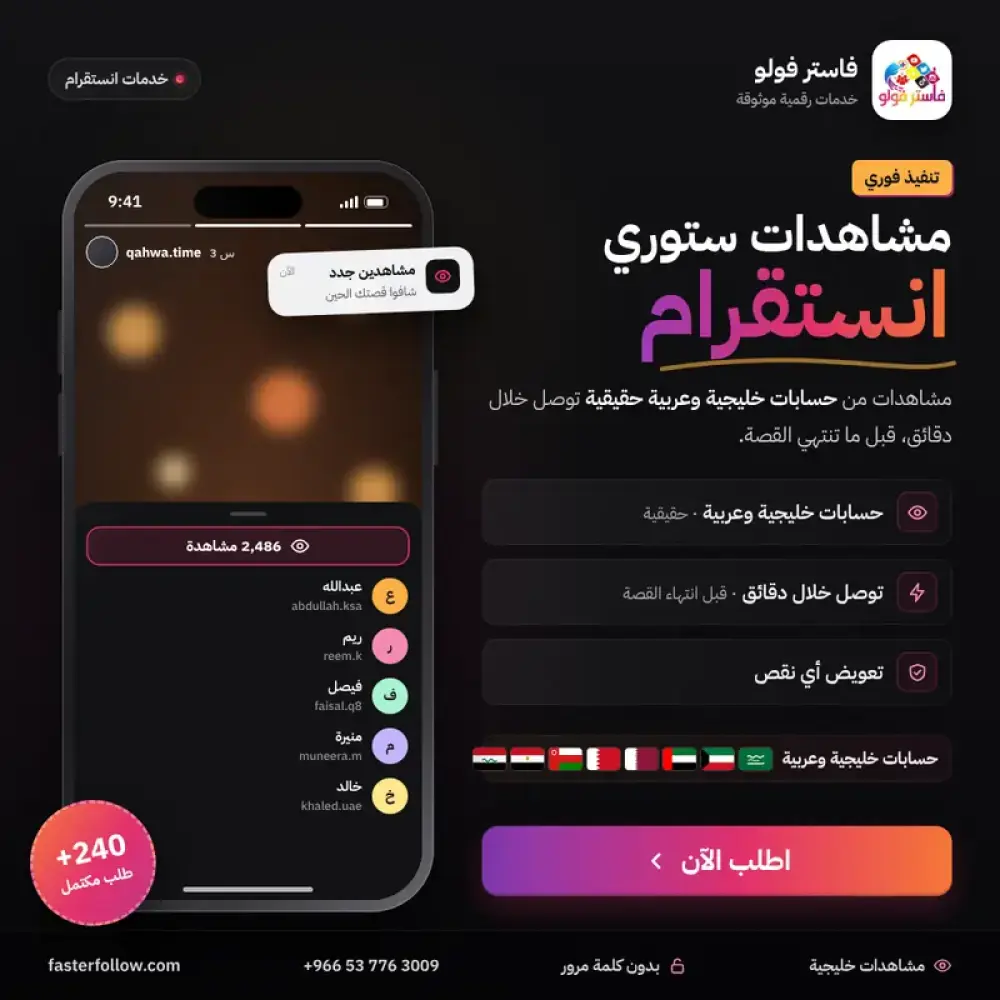 فاستر فولو
فاستر فولو
خدمات رقمية موثوقة
خدمات انستقرام
تنفيذ فوري
مشاهدات ستوري
انستقرام
مشاهدات من حسابات خليجية وعربية حقيقية توصل خلال
دقائق، قبل ما تنتهي القصة.
حسابات خليجية وعربية · حقيقية
توصل خلال دقائق · قبل انتهاء القصة
تعويض أي نقص
حسابات خليجية وعربية
اطلب الآن
9:41
qahwa.time 3 س
مشاهدين جدد
الآن
شافوا قصتك الحين
2,486 مشاهدة
ع
عبدالله
abdullah.ksa
ر
ريم
reem.k
ف
فيصل
faisal.q8
م
منيرة
muneera.m
خ
خالد
khaled.uae
+240
طلب مكتمل
مشاهدات خليجية
بدون كلمة مرور
+966 53 776 3009
fasterfollow.com